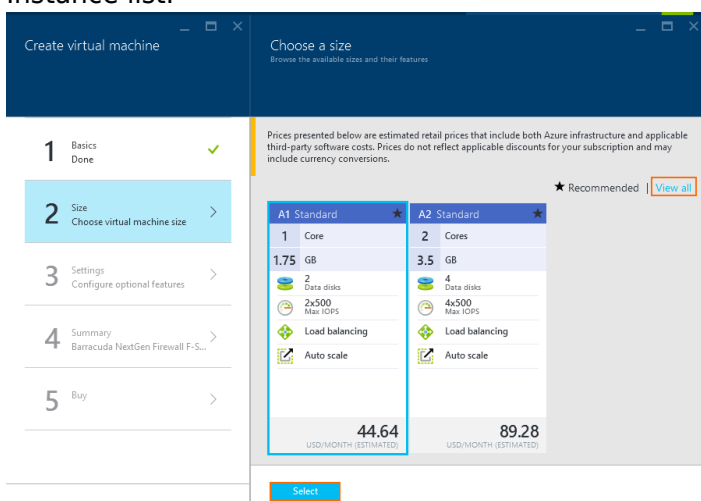 instance list.
Create virtual machine
Choose a size
Browse the available sizes and their features
1
Basics
Done
2
Size
Choose virtual machine size
3
Settings
Configure optional features
4
Summary
Barracuda NextGen Firewall F-S...
5
Buy
Prices presented below are estimated retail prices that include both Azure infrastructure and applicable
third-party software costs. Prices do not reflect applicable discounts for your subscription and may
include currency conversions.
★ Recommended | View all
A1 Standard ★
1 Core
1.75 GB
2
Data disks
2x500
Max IOPS
Load balancing
Auto scale
44.64
USD/MONTH (ESTIMATED)
A2 Standard ★
2 Cores
3.5 GB
4
Data disks
4x500
Max IOPS
Load balancing
Auto scale
89.28
USD/MONTH (ESTIMATED)
Select